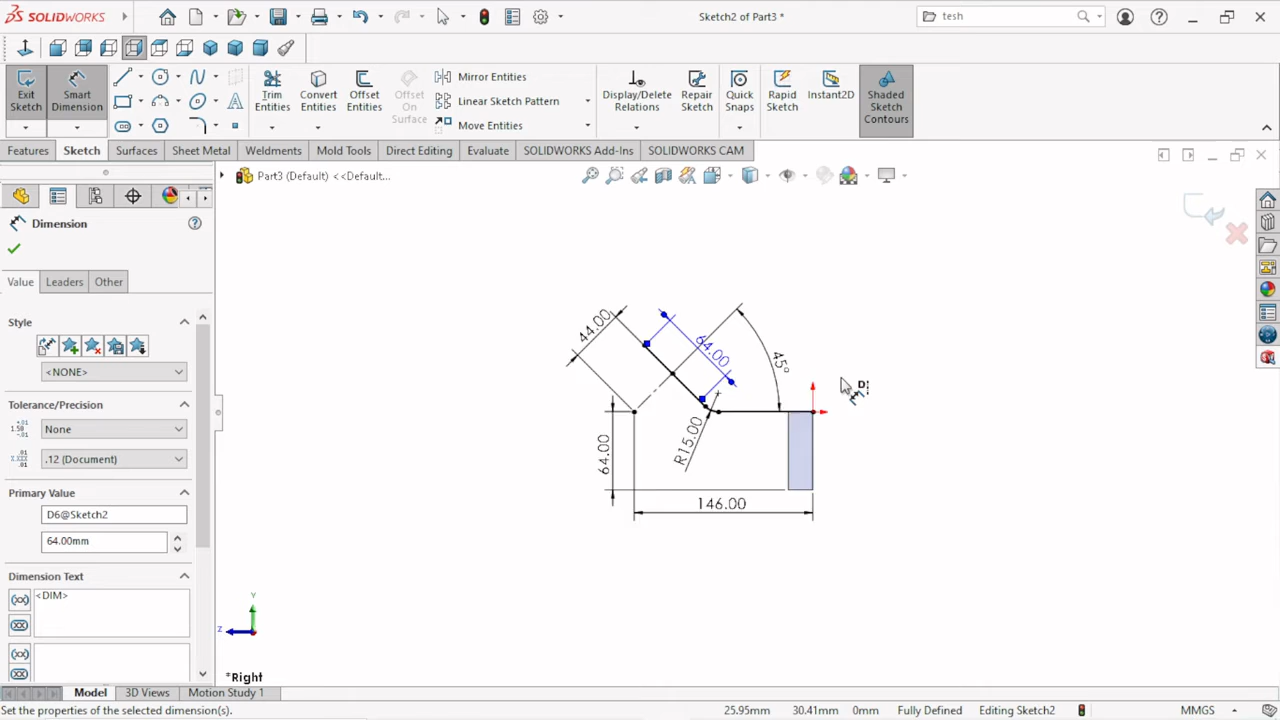 SOLIDWORKS
Sketch2 of Part3 *
tesh
Exit Sketch
Smart Dimension
Trim Entities
Convert Entities
Offset Entities
Offset On Surface
Mirror Entities
Linear Sketch Pattern
Move Entities
Display/Delete Relations
Repair Sketch
Quick Snaps
Rapid Sketch
Instant2D
Shaded Sketch Contours
Features
Sketch
Surfaces
Sheet Metal
Weldments
Mold Tools
Direct Editing
Evaluate
SOLIDWORKS Add-Ins
SOLIDWORKS CAM
Part3 (Default) <<Default...
Dimension
Value
Leaders
Other
Style
<NONE>
Tolerance/Precision
None
.12 (Document)
Primary Value
D6@Sketch2
64.00mm
Dimension Text
<DIM>
44.00
64.00
45°
R15.00
64.00
146.00
Y
Z
*Right
Model
3D Views
Motion Study 1
Set the properties of the selected dimension(s).
25.95mm
30.41mm
0mm
Fully Defined
Editing Sketch2
MMGS